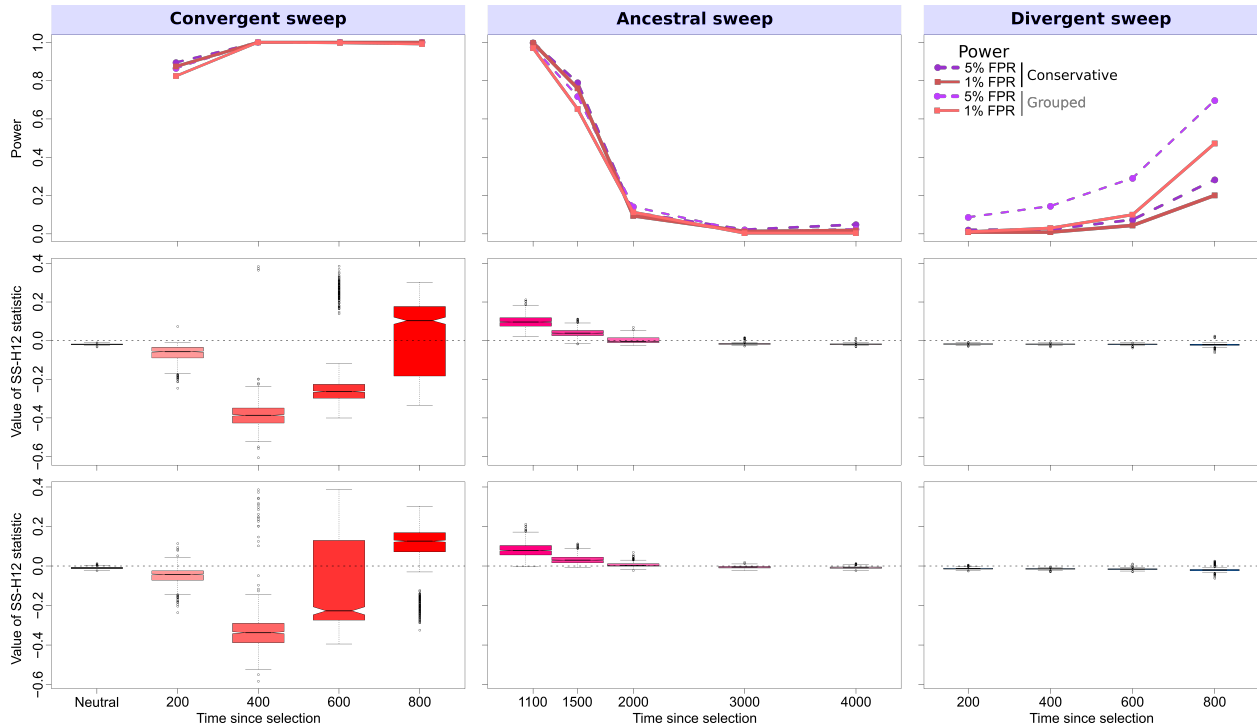 Convergent sweep
Ancestral sweep
Divergent sweep
Power
0.0 0.2 0.4 0.6 0.8 1.0
Power
5% FPR
1% FPR
Conservative
5% FPR
1% FPR
Grouped
Value of SS-H12 statistic
−0.6 −0.4 −0.2 0.0 0.2 0.4
Value of SS-H12 statistic
−0.6 −0.4 −0.2 0.0 0.2 0.4
Neutral 200 400 600 800
Time since selection
1100 1500 2000 3000 4000
Time since selection
200 400 600 800
Time since selection